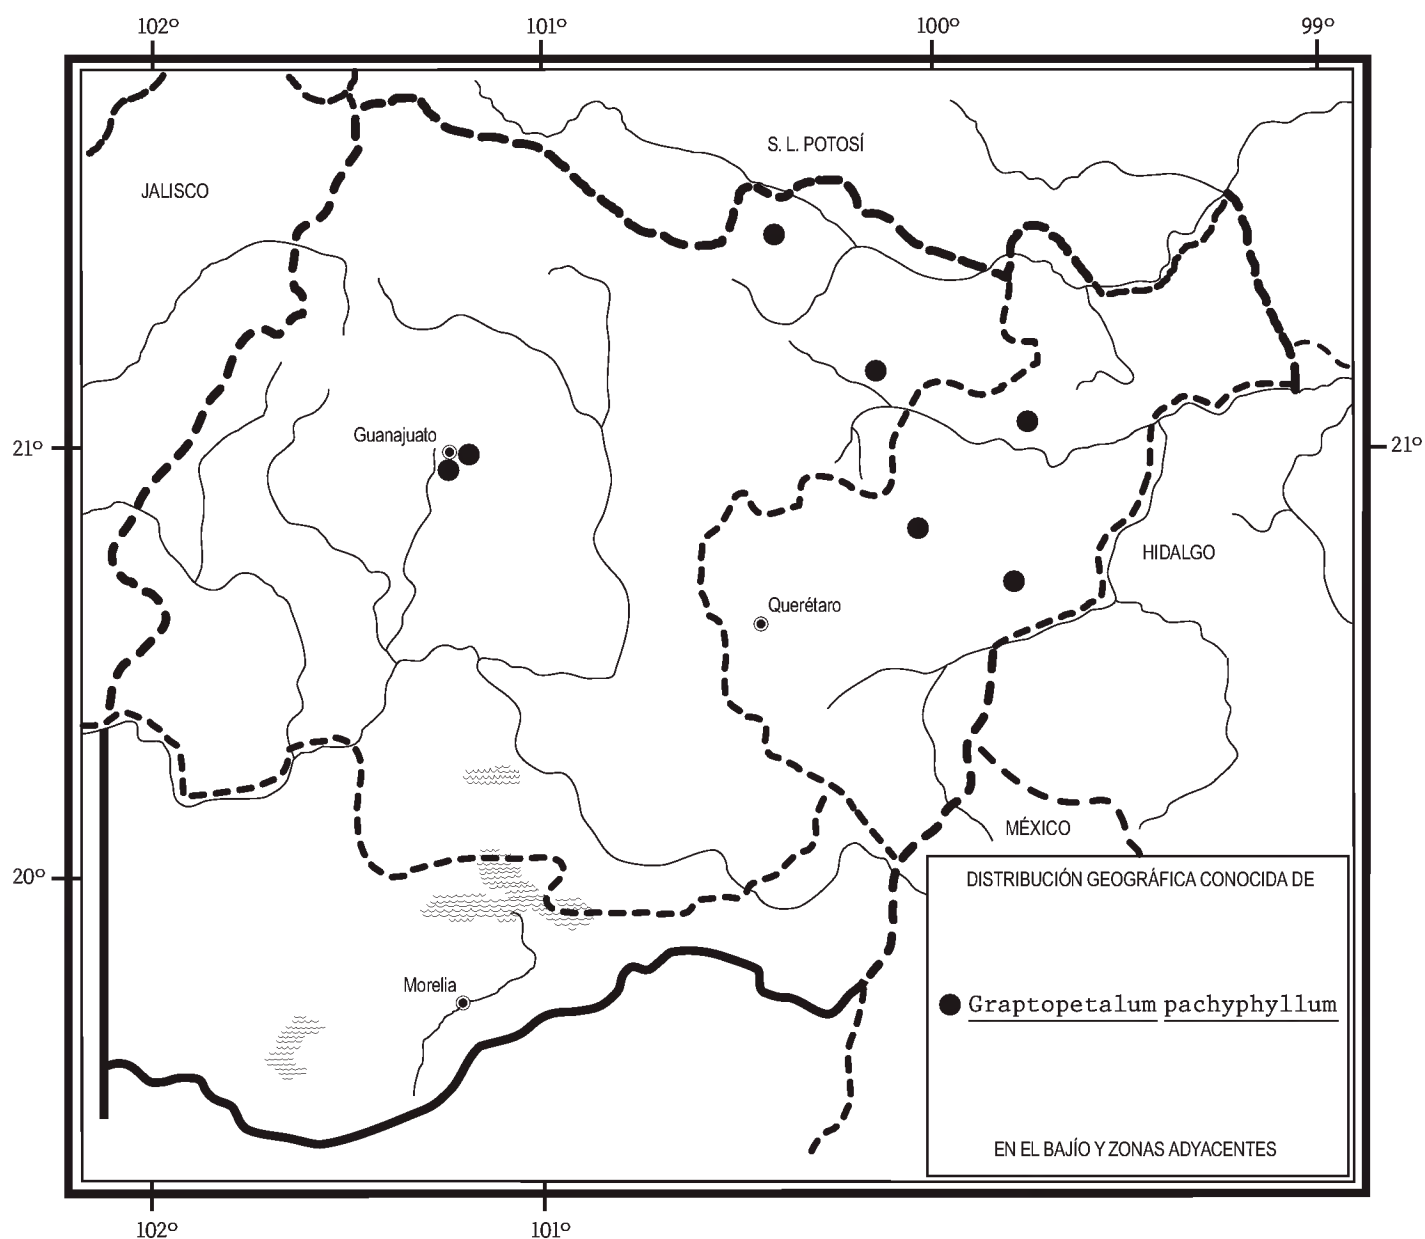 102º 101º 100º 99º
S. L. POTOSÍ
JALISCO
Guanajuato
21º 21º
HIDALGO
Querétaro
MÉXICO
20º
DISTRIBUCIÓN GEOGRÁFICA CONOCIDA DE
Morelia
Graptopetalum pachyphyllum
EN EL BAJÍO Y ZONAS ADYACENTES
102º 101º